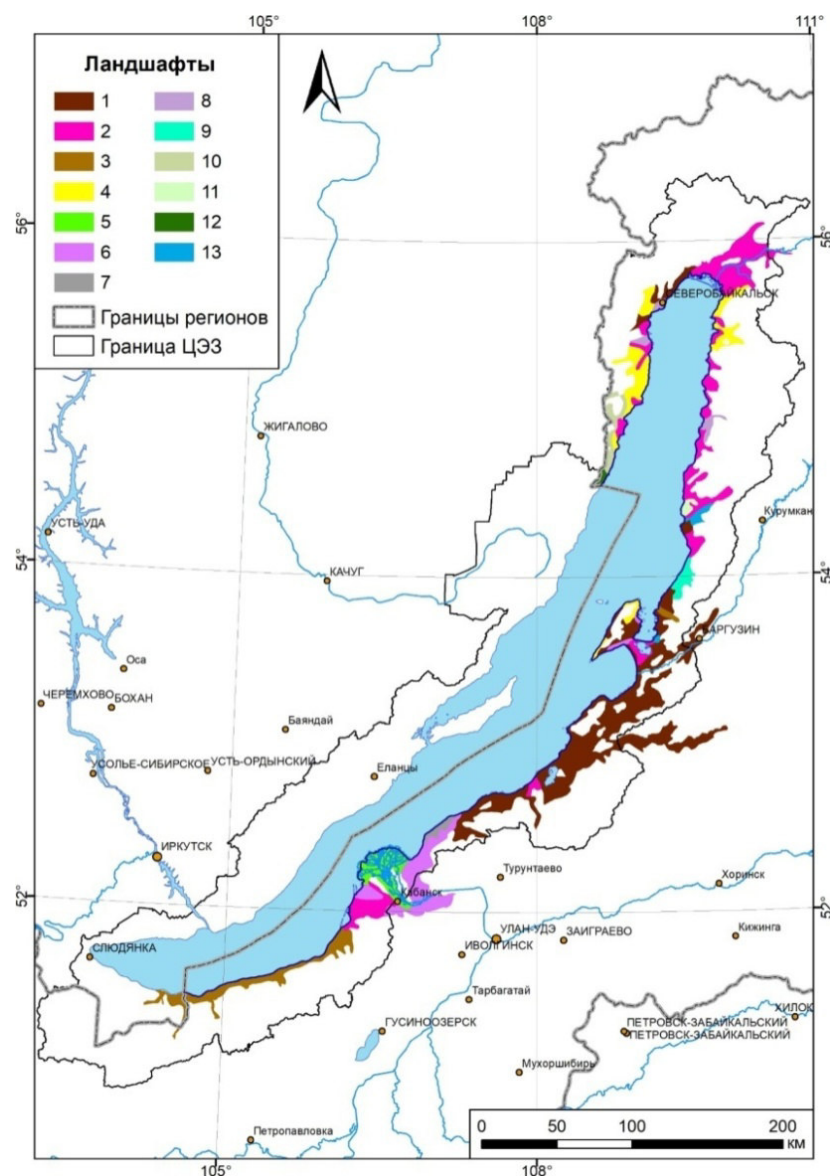 105°
108°
111°
Ландшафты
1
8
2
9
3
10
4
11
5
12
6
13
7
Границы регионов
Граница ЦЭЗ
56°
56°
СЕВЕРОБАЙКАЛЬСК
ЖИГАЛОВО
УСТЬ-УДА
Курумкан
54°
54°
КАЧУГ
БАРГУЗИН
Оса
ЧЕРЕМХОВО
БОХАН
Баяндай
УСОЛЬЕ-СИБИРСКОЕ
УСТЬ-ОРДЫНСКИЙ
Еланцы
ИРКУТСК
Турунтаево
Хоринск
52°
Кабанск
52°
СЛЮДЯНКА
УЛАН-УДЭ
ЗАИГРАЕВО
Кижинга
ИВОЛГИНСК
Тарбагатай
ХИЛОК
ГУСИНООЗЕРСК
ПЕТРОВСК-ЗАБАЙКАЛЬСКИЙ
ПЕТРОВСК-ЗАБАЙКАЛЬСКИЙ
Мухоршибирь
Петропавловка
0 50 100 200
КМ
105°
108°